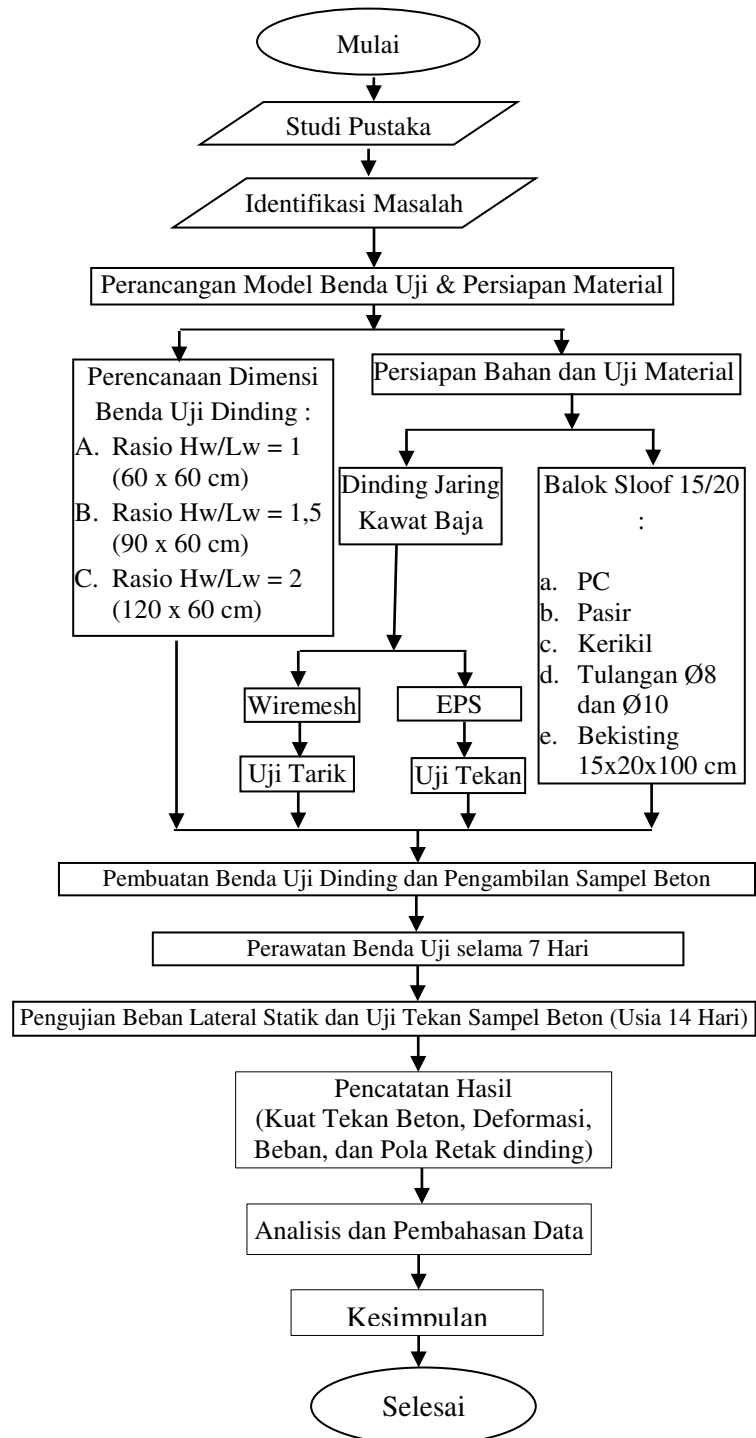 Mulai
Studi Pustaka
Identifikasi Masalah
Perancangan Model Benda Uji & Persiapan Material
Perencanaan Dimensi
Benda Uji Dinding :
A. Rasio Hw/Lw = 1
(60 x 60 cm)
B. Rasio Hw/Lw = 1,5
(90 x 60 cm)
C. Rasio Hw/Lw = 2
(120 x 60 cm)
Persiapan Bahan dan Uji Material
Dinding Jaring
Kawat Baja
Balok Sloof 15/20
:
a. PC
b. Pasir
c. Kerikil
d. Tulangan Ø8
dan Ø10
e. Bekisting
15x20x100 cm
Wiremesh
EPS
Uji Tarik
Uji Tekan
Pembuatan Benda Uji Dinding dan Pengambilan Sampel Beton
Perawatan Benda Uji selama 7 Hari
Pengujian Beban Lateral Statik dan Uji Tekan Sampel Beton (Usia 14 Hari)
Pencatatan Hasil
(Kuat Tekan Beton, Deformasi,
Beban, dan Pola Retak dinding)
Analisis dan Pembahasan Data
Kesimpulan
Selesai